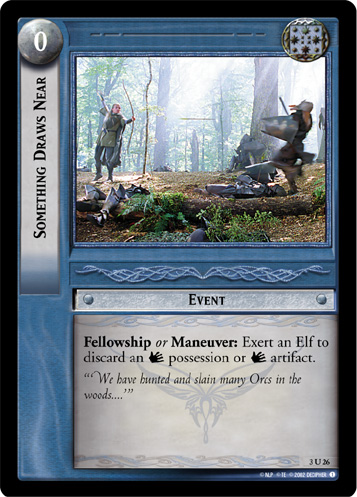 0
SOMETHING DRAWS NEAR
EVENT
Fellowship or Maneuver: Exert an Elf to
discard an possession or artifact.
“‘We have hunted and slain many Orcs in the
woods....’”
3 U 26
© NLP ™ TE © 2002 DECIPHER